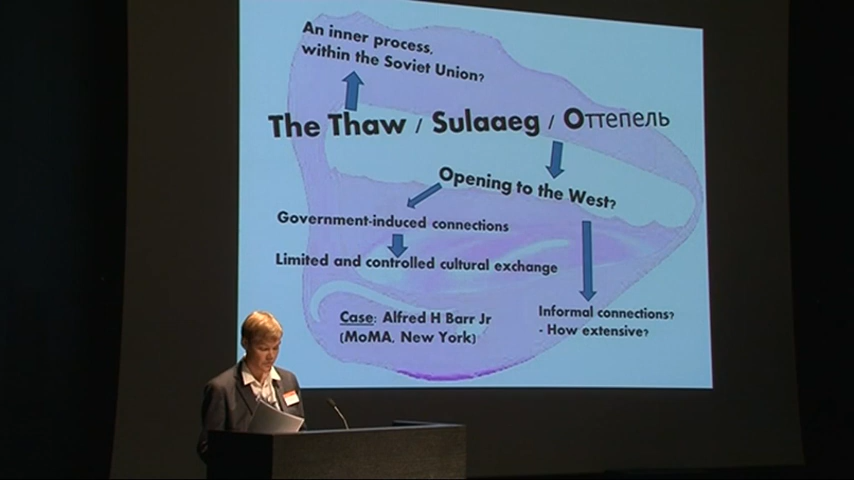 An inner process,
within the Soviet Union?
The Thaw / Sulaaeg / Оттепель
Opening to the West?
Government-induced connections
Limited and controlled cultural exchange
Case: Alfred H Barr Jr
(MoMA, New York)
Informal connections?
- How extensive?